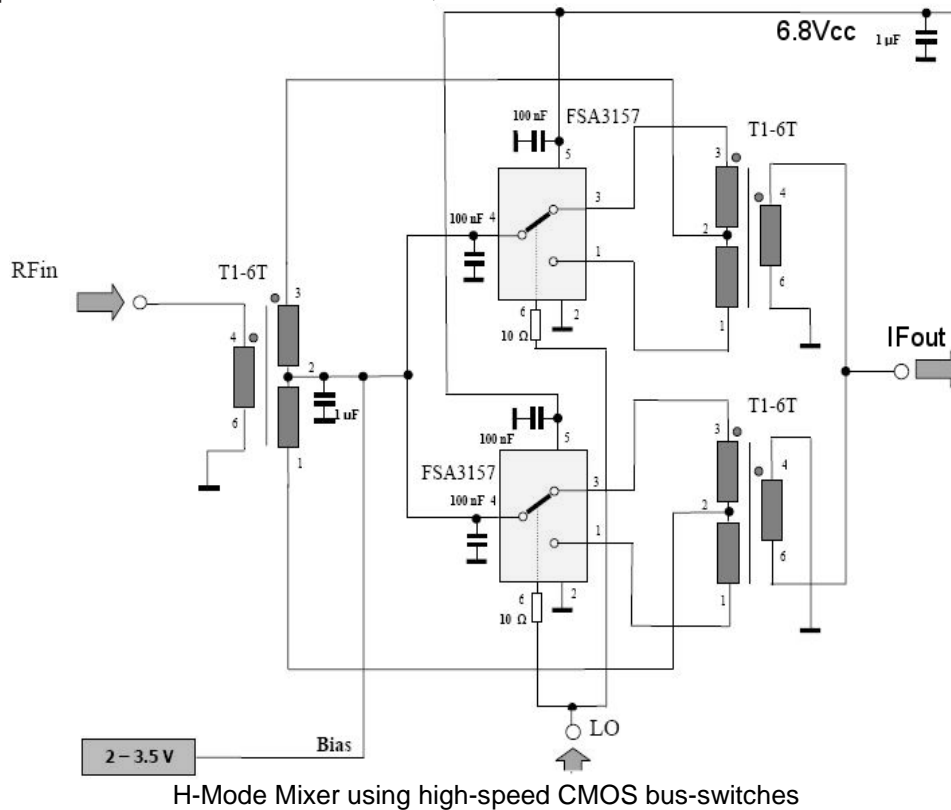 6.8Vcc
1 µF
100 nF
FSA3157
T1-6T
5
3
4
3
100 nF
4
2
1
6
RFin
T1-6T
3
4
2
6
2
10 Ω
1
IFout
1 uF
T1-6T
6
1
100 nF
5
3
4
FSA3157
3
100 nF
4
2
1
6
6
2
10 Ω
1
LO
Bias
2 – 3.5 V
H-Mode Mixer using high-speed CMOS bus-switches